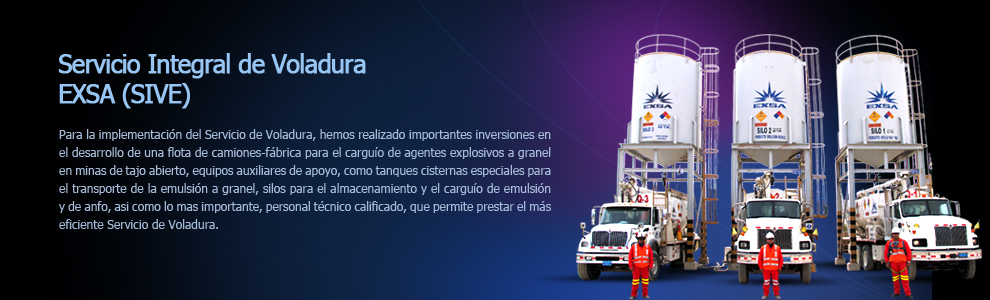 Servicio Integral de Voladura
EXSA (SIVE)
Para la implementación del Servicio de Voladura, hemos realizado importantes inversiones en
el desarrollo de una flota de camiones-fábrica para el carguío de agentes explosivos a granel
en minas de tajo abierto, equipos auxiliares de apoyo, como tanques cisternas especiales para
el transporte de la emulsión a granel, silos para el almacenamiento y el carguío de emulsión
y de anfo, asi como lo mas importante, personal técnico calificado, que permite prestar el más
eficiente Servicio de Voladura.
EXSA
EXSA
EXSA
SILO 3
SILO 2
SILO 1